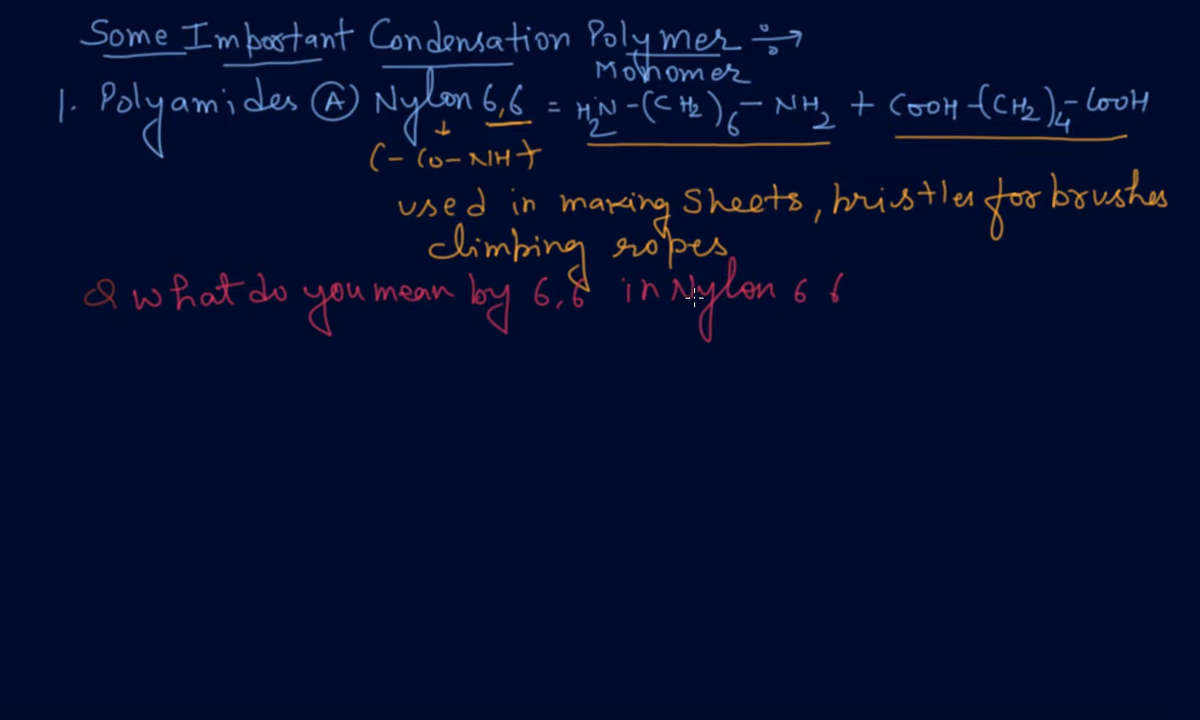 Some Important Condensation Polymer ÷→
Monomer
1. Polyamides (A) Nylon 6,6 = H₂N-(CH₂)₆-NH₂ + COOH-(CH₂)₄-COOH
↓
(-CO-NH-)
used in making Sheets, bristles for brushes
climbing ropes
Q what do you mean by 6,6 in Nylon 6 6